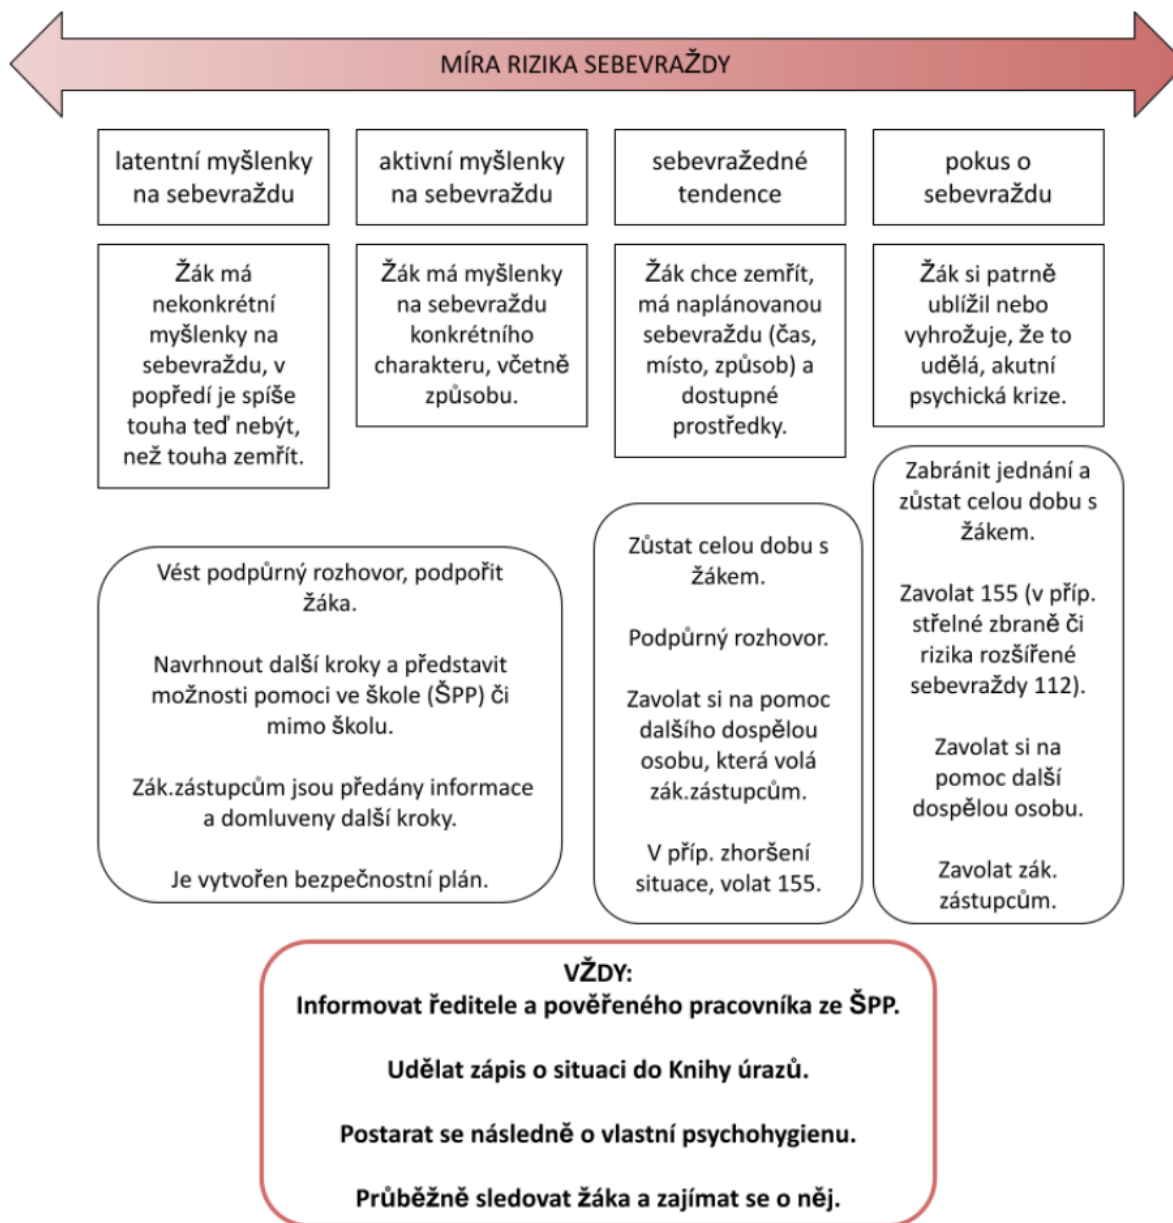 MÍRA RIZIKA SEBEVRAŽDY
latentní myšlenky
na sebevraždu
aktivní myšlenky
na sebevraždu
sebevražedné
tendence
pokus o
sebevraždu
Žák má
nekonkrétní
myšlenky na
sebevraždu, v
popředí je spíše
touha teď nebýt,
než touha zemřít.
Žák má myšlenky
na sebevraždu
konkrétního
charakteru, včetně
způsobu.
Žák chce zemřít,
má naplánovanou
sebevraždu (čas,
místo, způsob) a
dostupné
prostředky.
Žák si patrně
ublížil nebo
vyhrožuje, že to
udělá, akutní
psychická krize.
Vést podpůrný rozhovor, podpořit
žáka.
Navrhnout další kroky a představit
možnosti pomoci ve škole (ŠPP) či
mimo školu.
Zák.zástupcům jsou předány informace
a domluveny další kroky.
Je vytvořen bezpečnostní plán.
Zůstat celou dobu s
žákem.
Podpůrný rozhovor.
Zavolat si na pomoc
dalšího dospělou
osobu, která volá
zák.zástupcům.
V příp. zhoršení
situace, volat 155.
Zabránit jednání a
zůstat celou dobu s
žákem.
Zavolat 155 (v příp.
střelné zbraně či
rizika rozšířené
sebevraždy 112).
Zavolat si na
pomoc další
dospělou osobu.
Zavolat zák.
zástupcům.
VŽDY:
Informovat ředitele a pověřeného pracovníka ze ŠPP.
Udělat zápis o situaci do Knihy úrazů.
Postarat se následně o vlastní psychohygienu.
Průběžně sledovat žáka a zajímat se o něj.